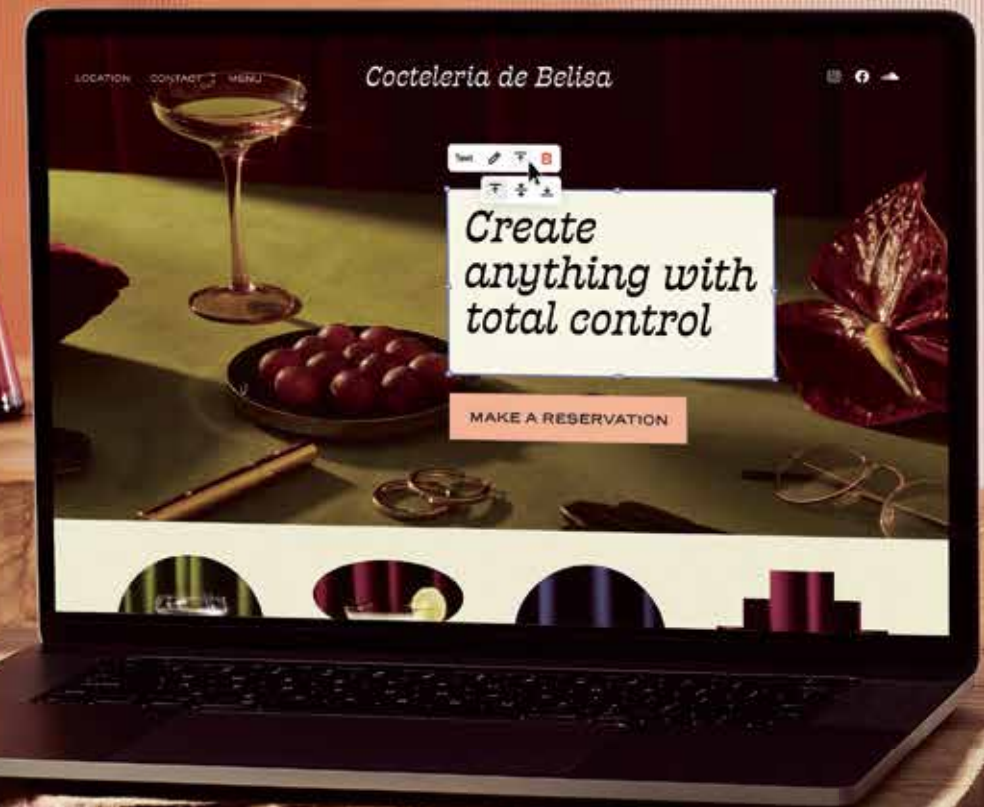 LOCATION CONTACT MENU
Cocteleria de Belisa
Text
Create
anything with
total control
MAKE A RESERVATION